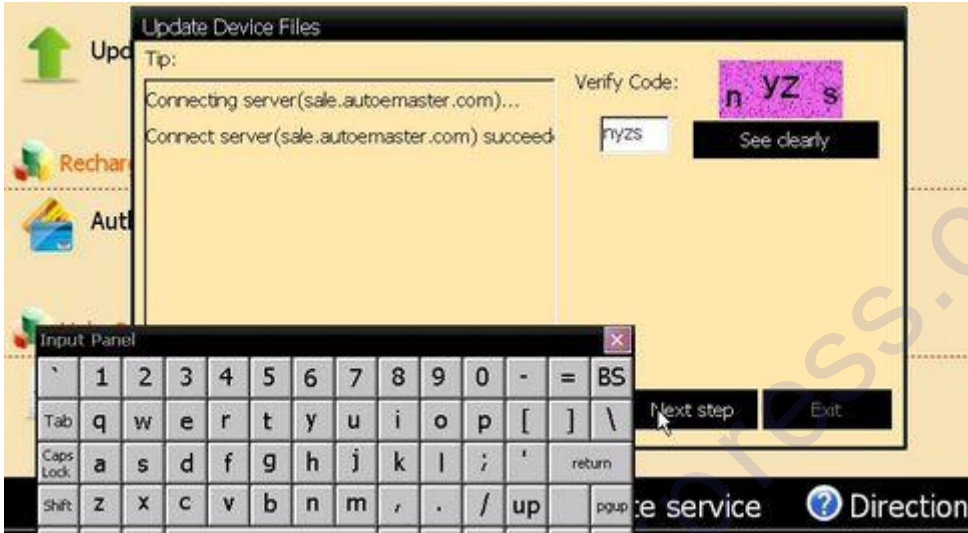 Update Device Files
Upd
Tip:
Connecting server(sale.autoemaster.com)...
Connect server(sale.autoemaster.com) succeed
Verify Code:
n yz s
nyzs
See clearly
Rechar
Auth
Input Panel
` 1 2 3 4 5 6 7 8 9 0 - = BS
Tab q w e r t y u i o p [ ] \
Caps Lock a s d f g h j k l ; ' return
Shift z x c v b n m , . / up pgup
Next step
Exit
te service
? Direction